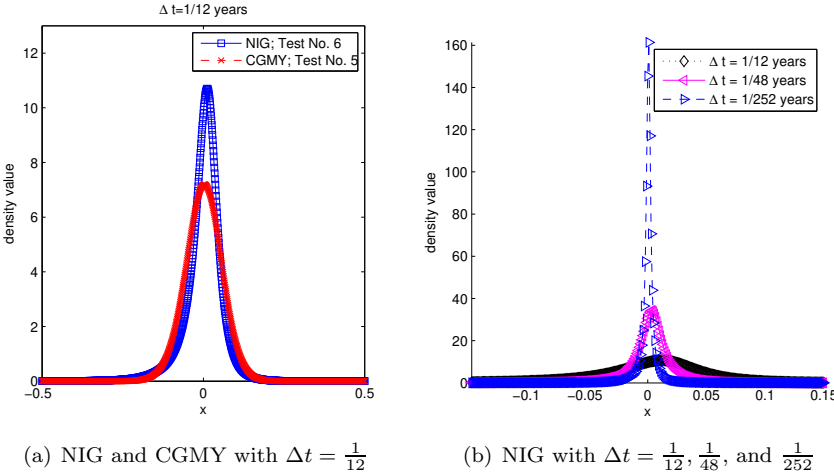 Δ t=1/12 years
NIG; Test No. 6
CGMY; Test No. 5
density value
12
10
8
6
4
2
0
−0.5
0
0.5
x
(a) NIG and CGMY with Δt = 1/12
Δ t = 1/12 years
Δ t = 1/48 years
Δ t = 1/252 years
density value
160
140
120
100
80
60
40
20
0
−0.1
−0.05
0
0.05
0.1
0.15
x
(b) NIG with Δt = 1/12, 1/48, and 1/252